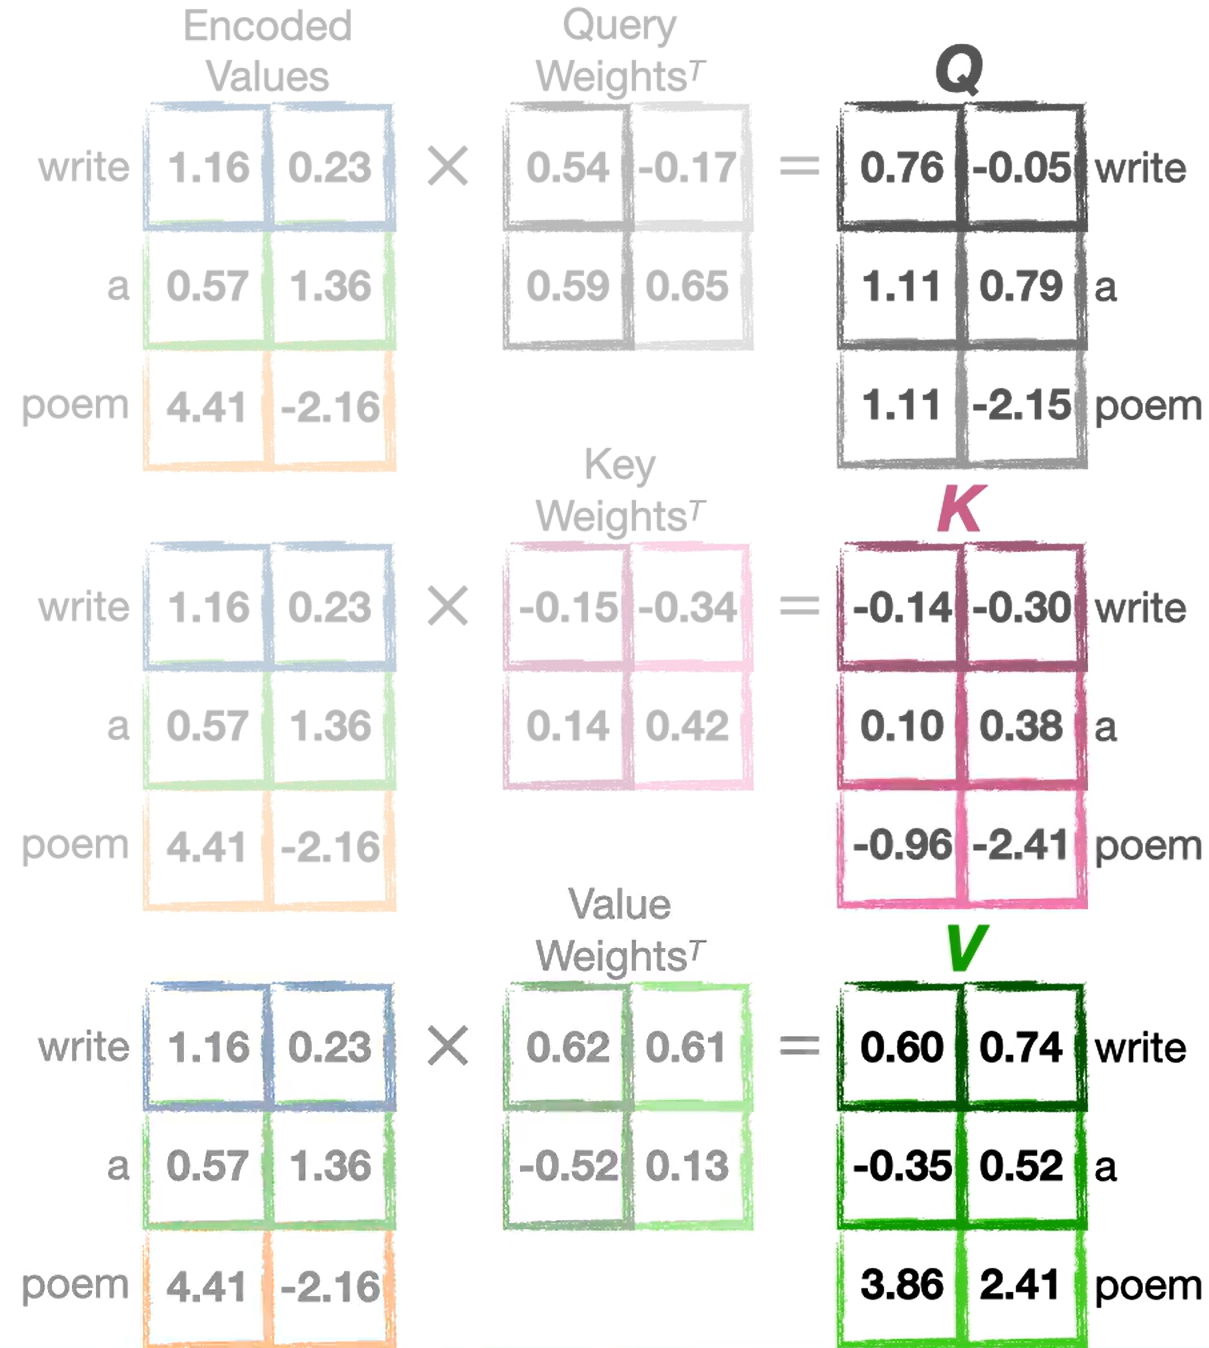 Encoded Values
Query WeightsT
Q
write 1.16 0.23 × 0.54 -0.17 = 0.76 -0.05 write
a 0.57 1.36 0.59 0.65 1.11 0.79 a
poem 4.41 -2.16 1.11 -2.15 poem
Key WeightsT
K
write 1.16 0.23 × -0.15 -0.34 = -0.14 -0.30 write
a 0.57 1.36 0.14 0.42 0.10 0.38 a
poem 4.41 -2.16 -0.96 -2.41 poem
Value WeightsT
V
write 1.16 0.23 × 0.62 0.61 = 0.60 0.74 write
a 0.57 1.36 -0.52 0.13 -0.35 0.52 a
poem 4.41 -2.16 3.86 2.41 poem